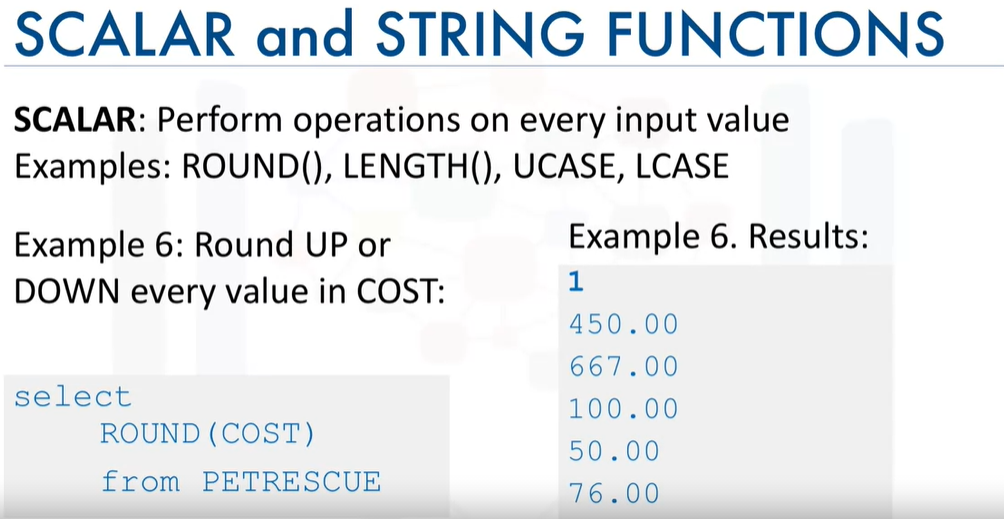 SCALAR and STRING FUNCTIONS
SCALAR: Perform operations on every input value
Examples: ROUND(), LENGTH(), UCASE, LCASE
Example 6: Round UP or
DOWN every value in COST:
select
ROUND(COST)
from PETRESCUE
Example 6. Results:
1
450.00
667.00
100.00
50.00
76.00